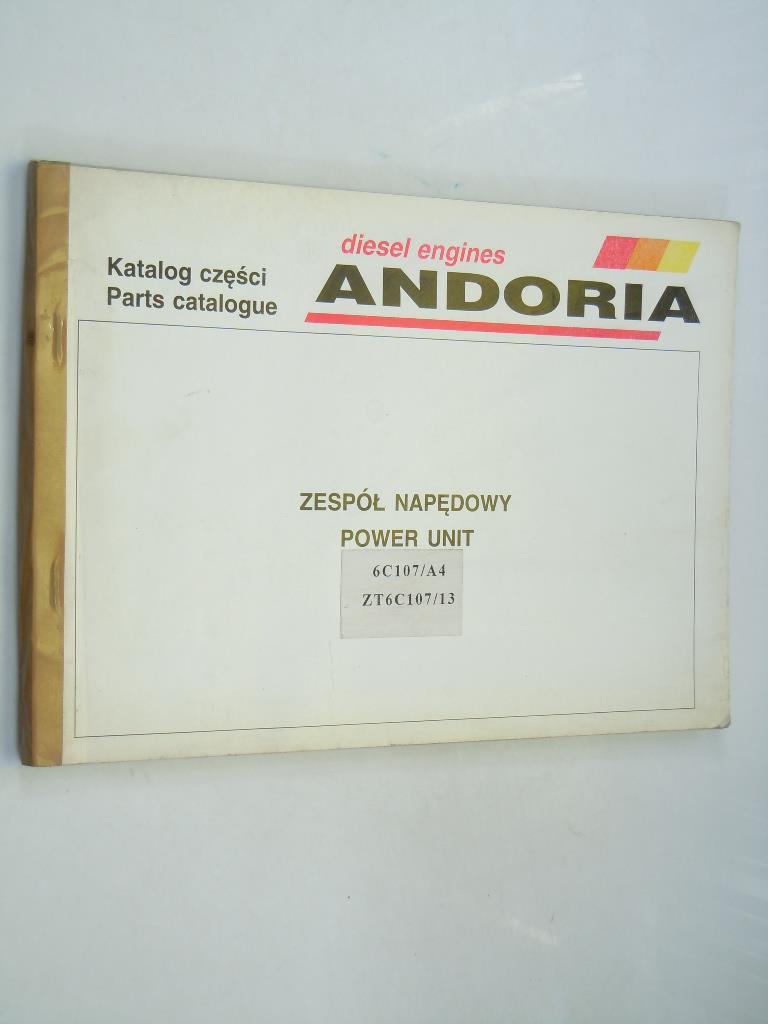 Katalog części
Parts catalogue
diesel engines
ANDORIA
ZESPÓŁ NAPĘDOWY
POWER UNIT
6C107/A4
ZT6C107/13